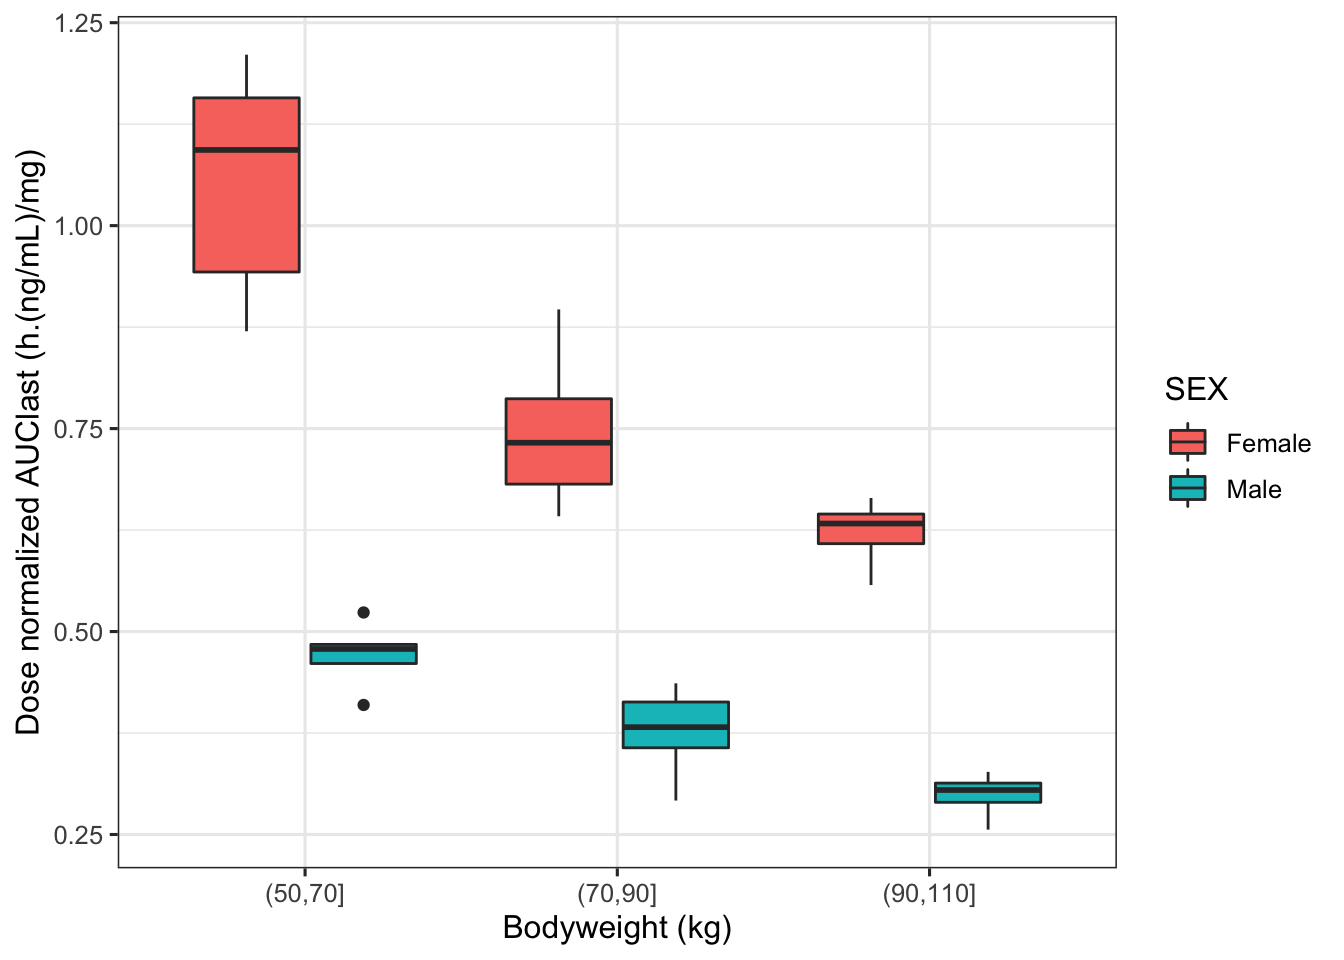 Dose normalized AUClast (h.(ng/mL)/mg)
1.25
1.00
0.75
0.50
0.25
(50,70]
(70,90]
(90,110]
Bodyweight (kg)
SEX
Female
Male